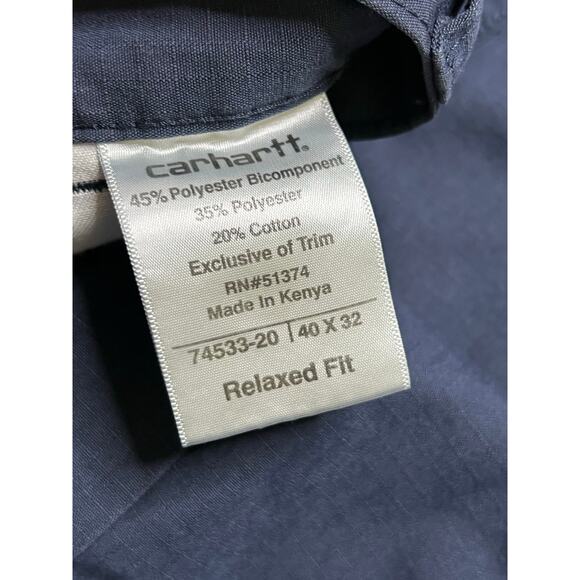 carhartt.
45% Polyester Bicomponent
35% Polyester
20% Cotton
Exclusive of Trim
RN#51374
Made In Kenya
74533-20 | 40 X 32
Relaxed Fit